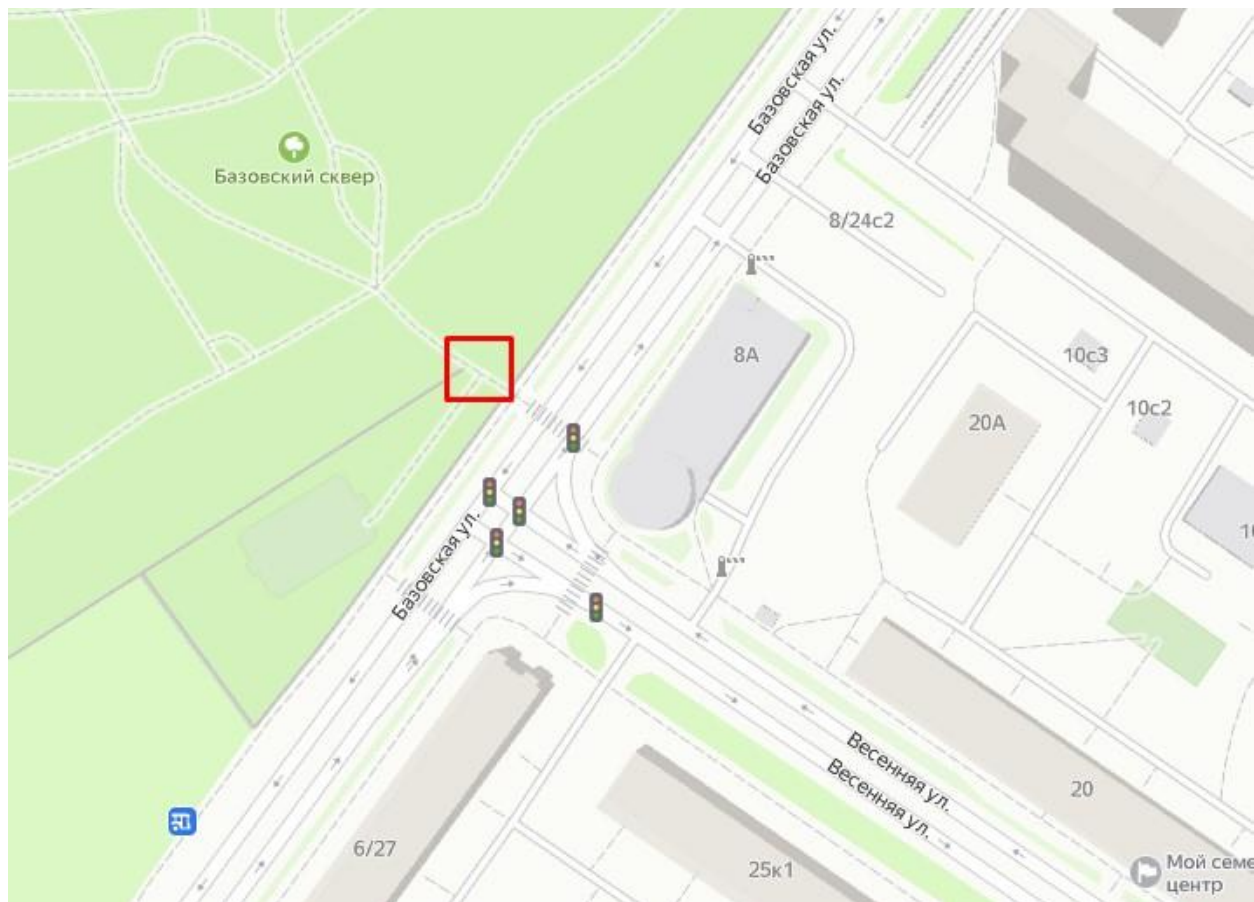 Базовская ул.
Базовская ул.
Базовский сквер
8/24с2
8А
10с3
10с2
20А
Базовская ул.
Весенняя ул.
Весенняя ул.
20
6/27
25к1
Мой семе
центр